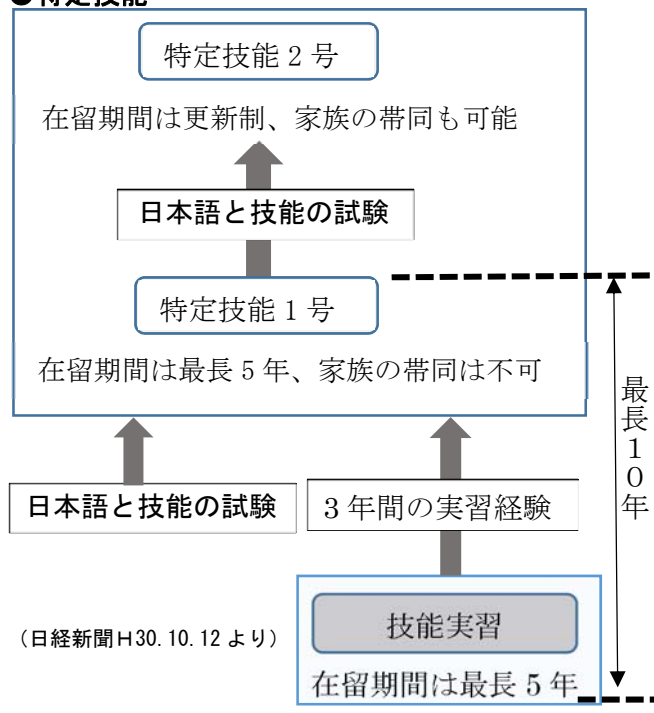 ●特定技能
特定技能２号
在留期間は更新制、家族の帯同も可能
日本語と技能の試験
特定技能１号
在留期間は最長５年、家族の帯同は不可
最長１０年
日本語と技能の試験
３年間の実習経験
（日経新聞Ｈ30.10.12より）
技能実習
在留期間は最長５年